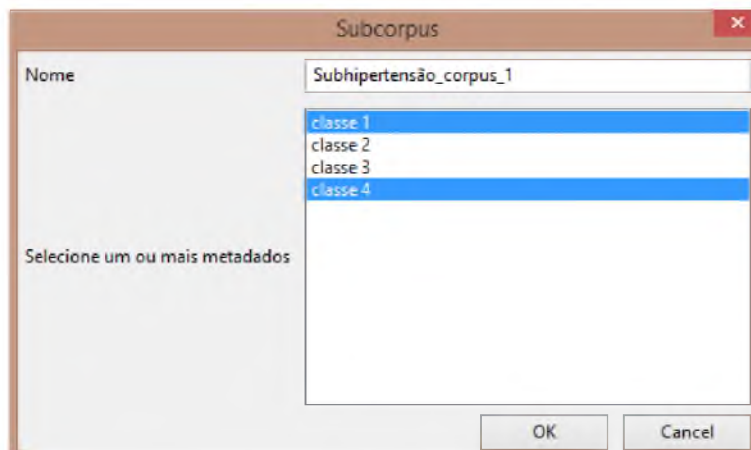 Subcorpus
Nome
Subhipertensão_corpus_1
classe 1
classe 2
classe 3
classe 4
Selecione um ou mais metadados
OK
Cancel